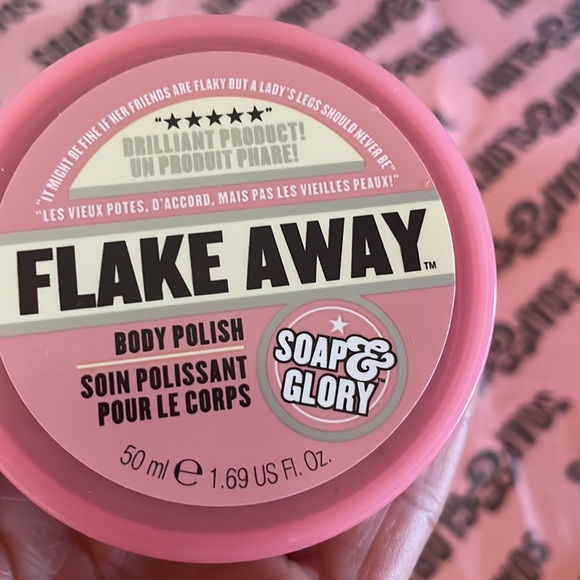 "IT MIGHT BE FINE IF HER FRIENDS ARE FLAKY BUT A LADY'S LEGS SHOULD NEVER BE"
"★★★★★"
BRILLIANT PRODUCT!
UN PRODUIT PHARE!
"LES VIEUX POTES, D'ACCORD, MAIS PAS LES VIEILLES PEAUX!"
FLAKE AWAY™
BODY POLISH
SOIN POLISSANT
POUR LE CORPS
SOAP&
GLORY™
50 ml ℮ 1.69 US Fl. Oz.